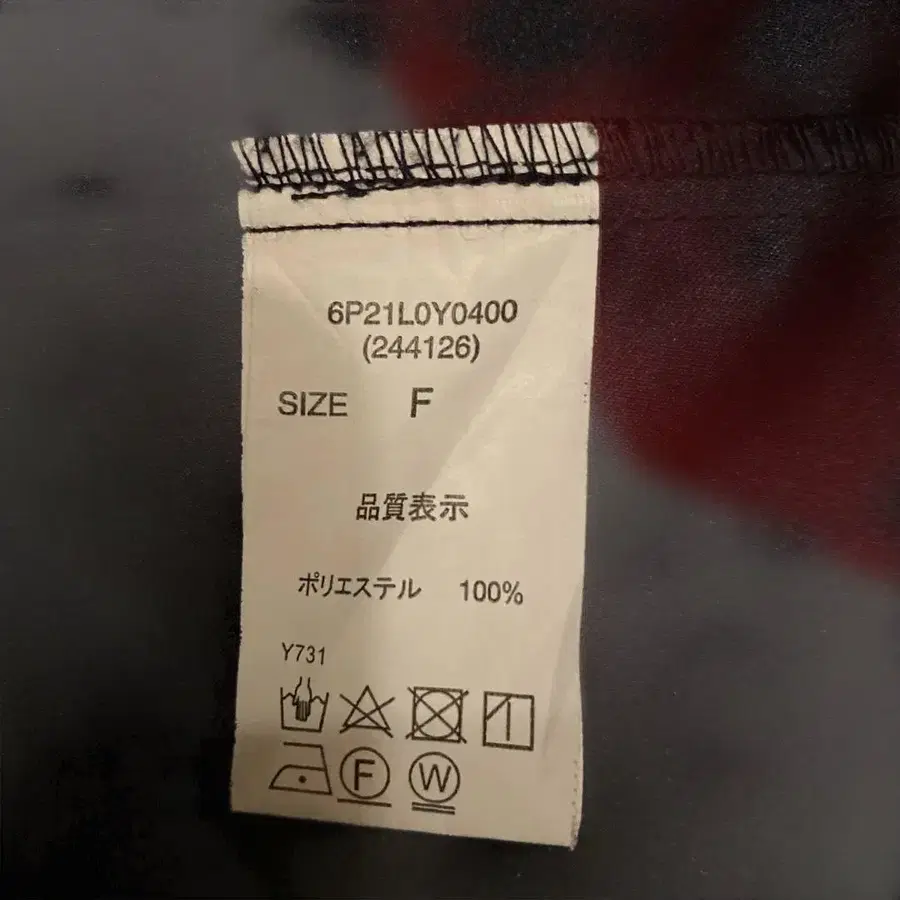 6P21L0Y0400
(244126)
SIZE F
品質表示
ポリエステル 100%
Y731
F W